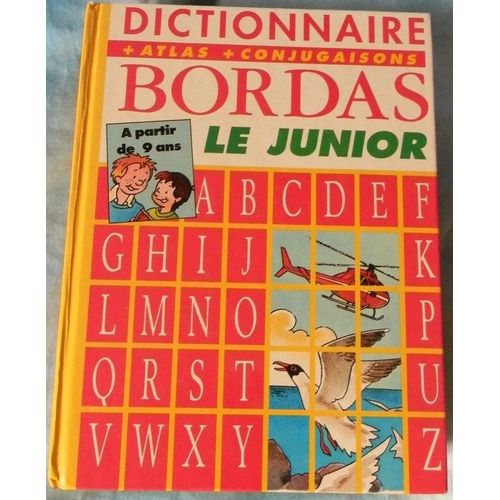 DICTIONNAIRE
+ ATLAS + CONJUGAISONS
BORDAS
LE JUNIOR
A partir
de 9 ans
A B C D E F
G H I J K
L M N O P
Q R S T U
V W X Y Z